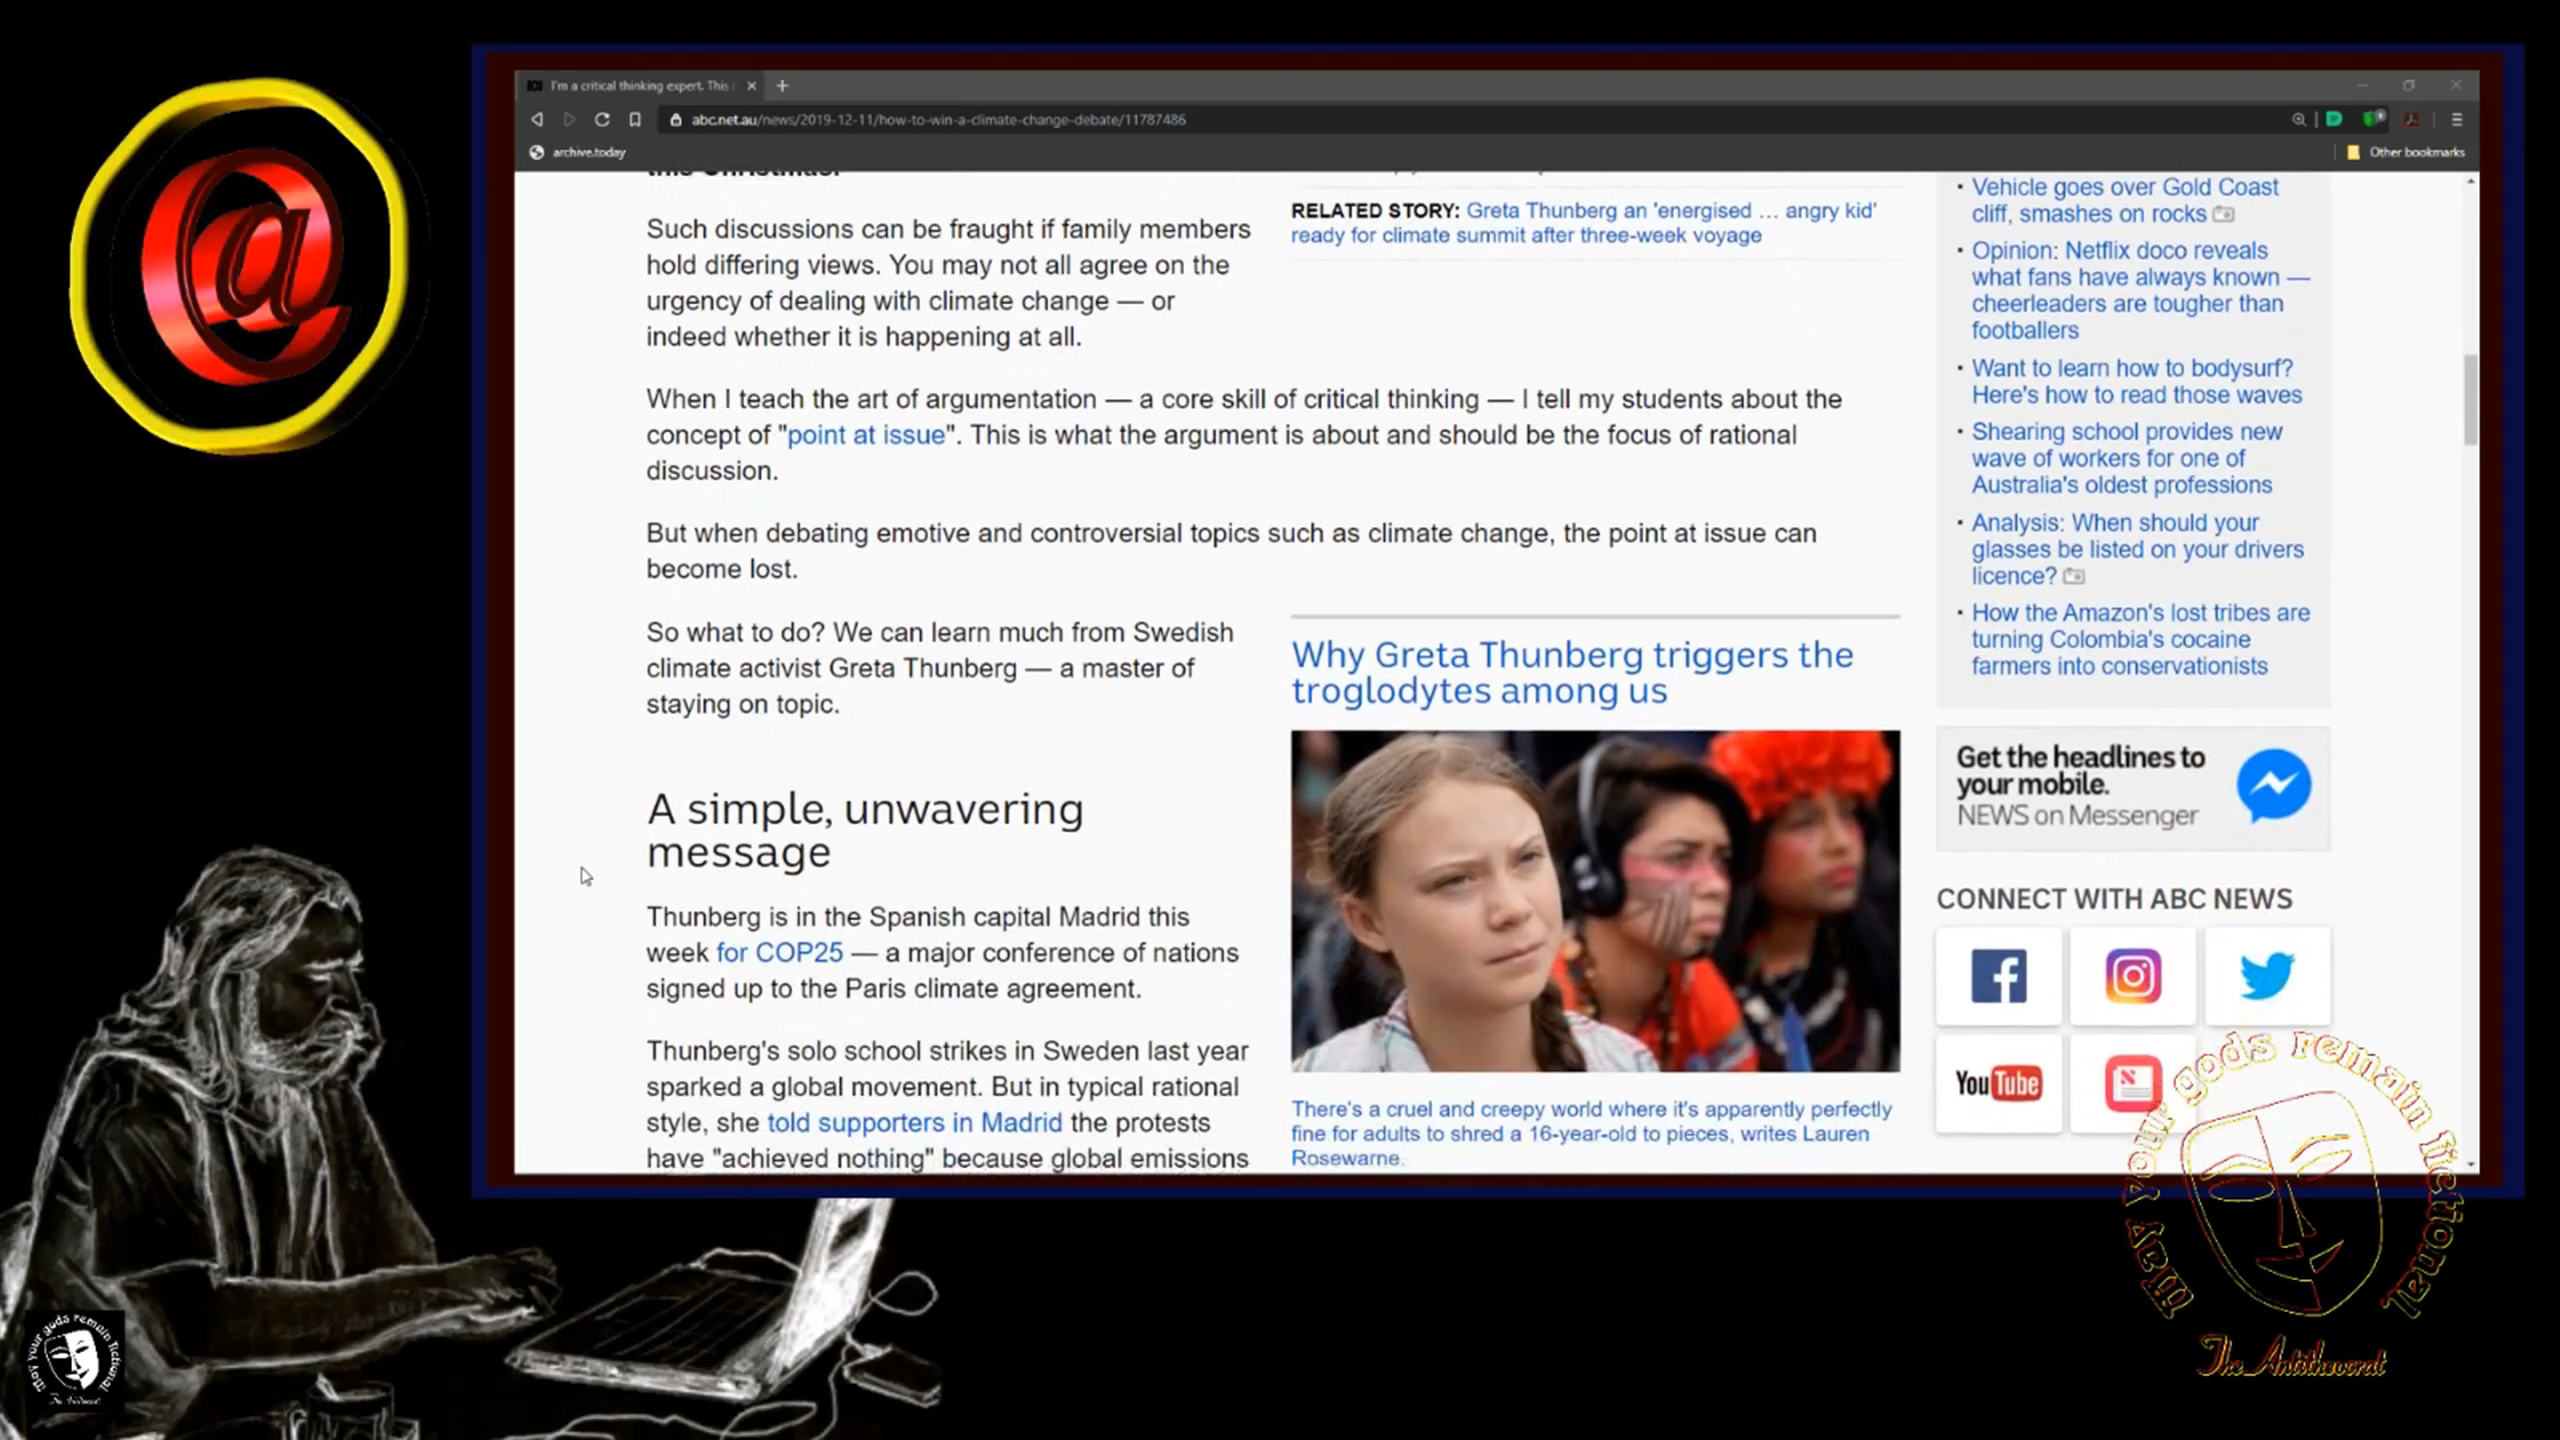 I'm a critical thinking expert. This
abc.net.au/news/2019-12-11/how-to-win-a-climate-change-debate/11787486
archive.today
Other bookmarks
this Christmas.
Such discussions can be fraught if family members
hold differing views. You may not all agree on the
urgency of dealing with climate change — or
indeed whether it is happening at all.
RELATED STORY: Greta Thunberg an 'energised ... angry kid'
ready for climate summit after three-week voyage
When I teach the art of argumentation — a core skill of critical thinking — I tell my students about the
concept of "point at issue". This is what the argument is about and should be the focus of rational
discussion.
But when debating emotive and controversial topics such as climate change, the point at issue can
become lost.
So what to do? We can learn much from Swedish
climate activist Greta Thunberg — a master of
staying on topic.
A simple, unwavering
message
Thunberg is in the Spanish capital Madrid this
week for COP25 — a major conference of nations
signed up to the Paris climate agreement.
Thunberg's solo school strikes in Sweden last year
sparked a global movement. But in typical rational
style, she told supporters in Madrid the protests
have "achieved nothing" because global emissions
Why Greta Thunberg triggers the
troglodytes among us
There's a cruel and creepy world where it's apparently perfectly
fine for adults to shred a 16-year-old to pieces, writes Lauren
Rosewarne.
Vehicle goes over Gold Coast
cliff, smashes on rocks
Opinion: Netflix doco reveals
what fans have always known —
cheerleaders are tougher than
footballers
Want to learn how to bodysurf?
Here's how to read those waves
Shearing school provides new
wave of workers for one of
Australia's oldest professions
Analysis: When should your
glasses be listed on your drivers
licence?
How the Amazon's lost tribes are
turning Colombia's cocaine
farmers into conservationists
Get the headlines to
your mobile.
NEWS on Messenger
CONNECT WITH ABC NEWS
YouTube
May your gods remain fictional
The Antitheocrat
May your gods remain fictional
The Antitheocrat
@